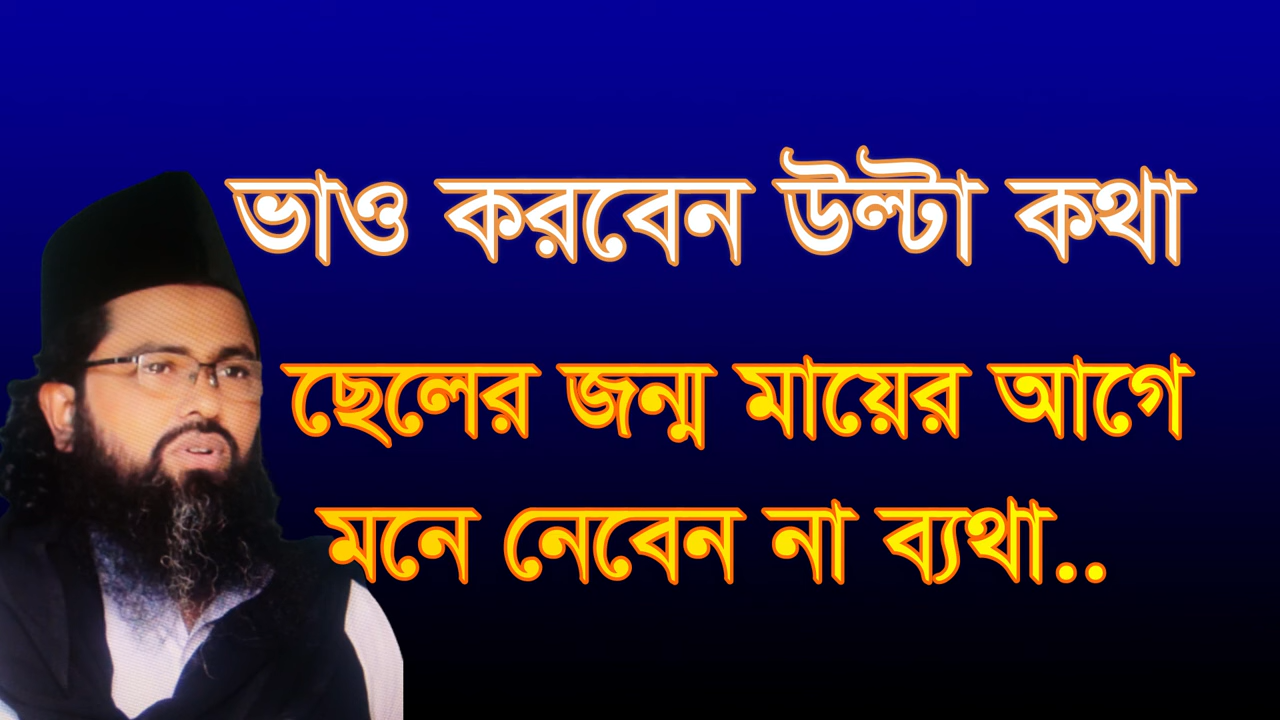 ভাও করবেন উল্টা কথা
ছেলের জন্ম মায়ের আগে
মনে নেবেন না ব্যথা..